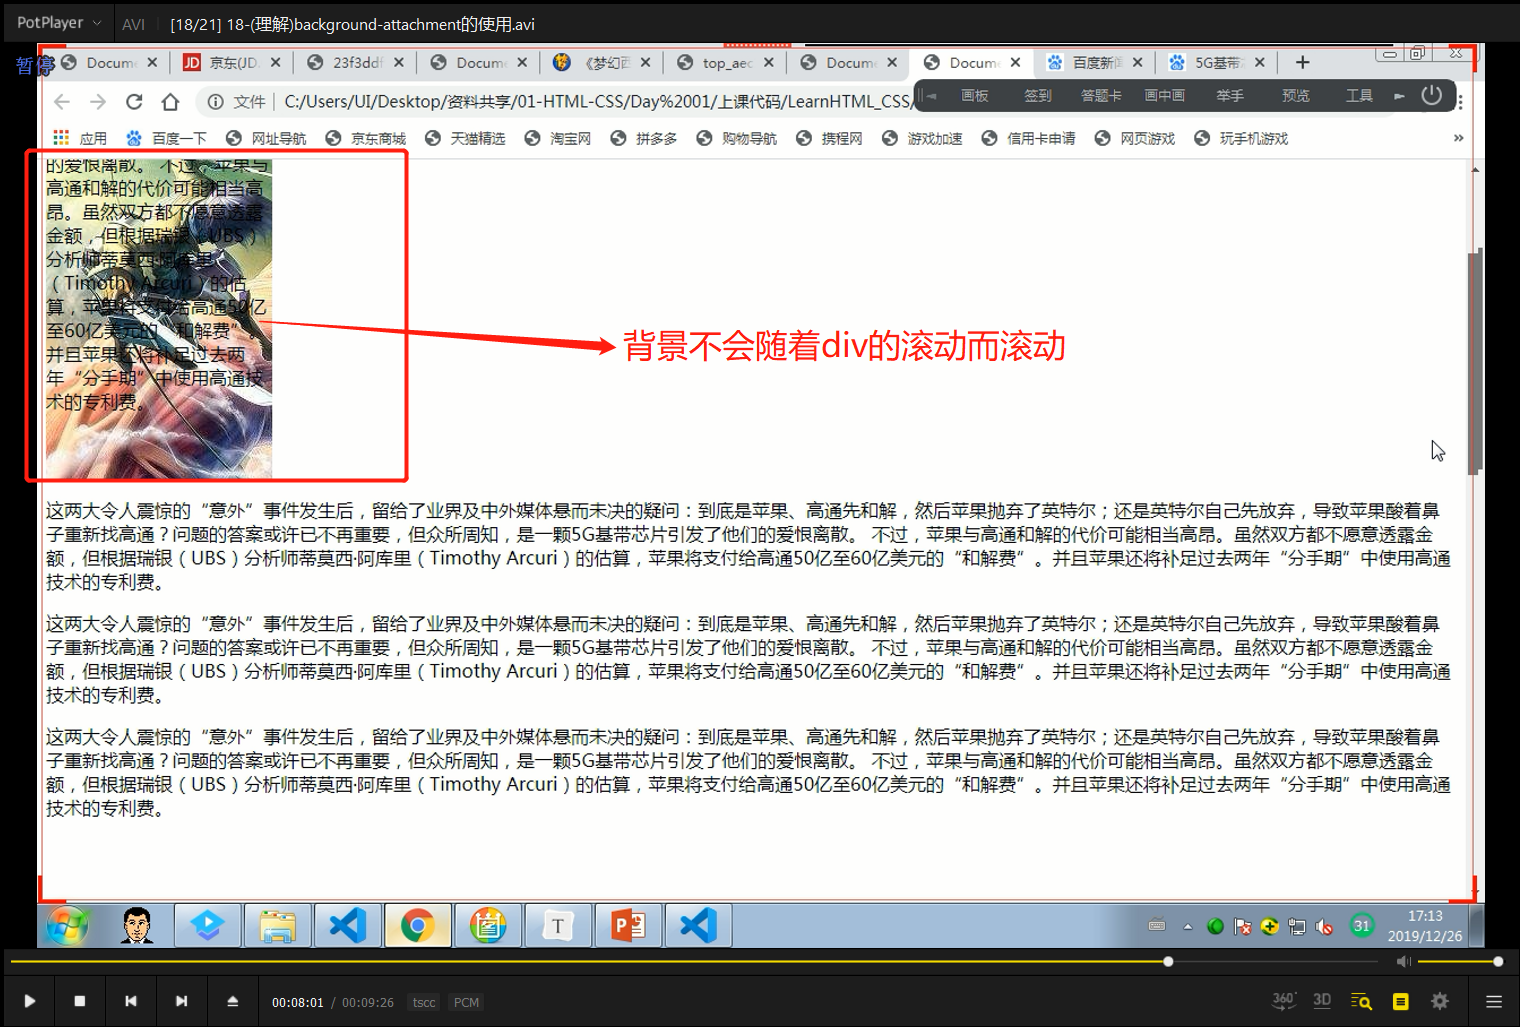 PotPlayer
AVI
[18/21] 18-(理解)background-attachment的使用.avi
暂停
Docume
京东(JD.
23f3ddf
Docume
《梦幻西
top_aec
Docume
Docume
百度新闻
5G基带
文件
C:/Users/UI/Desktop/资料共享/01-HTML-CSS/Day%2001/上课代码/LearnHTML_CSS/
画板
签到
答题卡
画中画
举手
预览
工具
应用
百度一下
网址导航
京东商城
天猫精选
淘宝网
拼多多
购物导航
携程网
游戏加速
信用卡申请
网页游戏
玩手机游戏
»
的爱恨离散。 不过，苹果与
高通和解的代价可能相当高
昂。虽然双方都不愿意透露
金额，但根据瑞银（UBS）
分析师蒂莫西·阿库里
（Timothy Arcuri）的估
算，苹果将支付给高通50亿
至60亿美元的“和解费”。
并且苹果还将补足过去两
年“分手期”中使用高通技
术的专利费。
背景不会随着div的滚动而滚动
这两大令人震惊的“意外”事件发生后，留给了业界及中外媒体悬而未决的疑问：到底是苹果、高通先和解，然后苹果抛弃了英特尔；还是英特尔自己先放弃，导致苹果酸着鼻
子重新找高通？问题的答案或许已不再重要，但众所周知，是一颗5G基带芯片引发了他们的爱恨离散。 不过，苹果与高通和解的代价可能相当高昂。虽然双方都不愿意透露金
额，但根据瑞银（UBS）分析师蒂莫西·阿库里（Timothy Arcuri）的估算，苹果将支付给高通50亿至60亿美元的“和解费”。并且苹果还将补足过去两年“分手期”中使用高通
技术的专利费。
这两大令人震惊的“意外”事件发生后，留给了业界及中外媒体悬而未决的疑问：到底是苹果、高通先和解，然后苹果抛弃了英特尔；还是英特尔自己先放弃，导致苹果酸着鼻
子重新找高通？问题的答案或许已不再重要，但众所周知，是一颗5G基带芯片引发了他们的爱恨离散。 不过，苹果与高通和解的代价可能相当高昂。虽然双方都不愿意透露金
额，但根据瑞银（UBS）分析师蒂莫西·阿库里（Timothy Arcuri）的估算，苹果将支付给高通50亿至60亿美元的“和解费”。并且苹果还将补足过去两年“分手期”中使用高通
技术的专利费。
这两大令人震惊的“意外”事件发生后，留给了业界及中外媒体悬而未决的疑问：到底是苹果、高通先和解，然后苹果抛弃了英特尔；还是英特尔自己先放弃，导致苹果酸着鼻
子重新找高通？问题的答案或许已不再重要，但众所周知，是一颗5G基带芯片引发了他们的爱恨离散。 不过，苹果与高通和解的代价可能相当高昂。虽然双方都不愿意透露金
额，但根据瑞银（UBS）分析师蒂莫西·阿库里（Timothy Arcuri）的估算，苹果将支付给高通50亿至60亿美元的“和解费”。并且苹果还将补足过去两年“分手期”中使用高通
技术的专利费。
T
P
31
17:13
2019/12/26
00:08:01 / 00:09:26
tscc
PCM
360°
3D